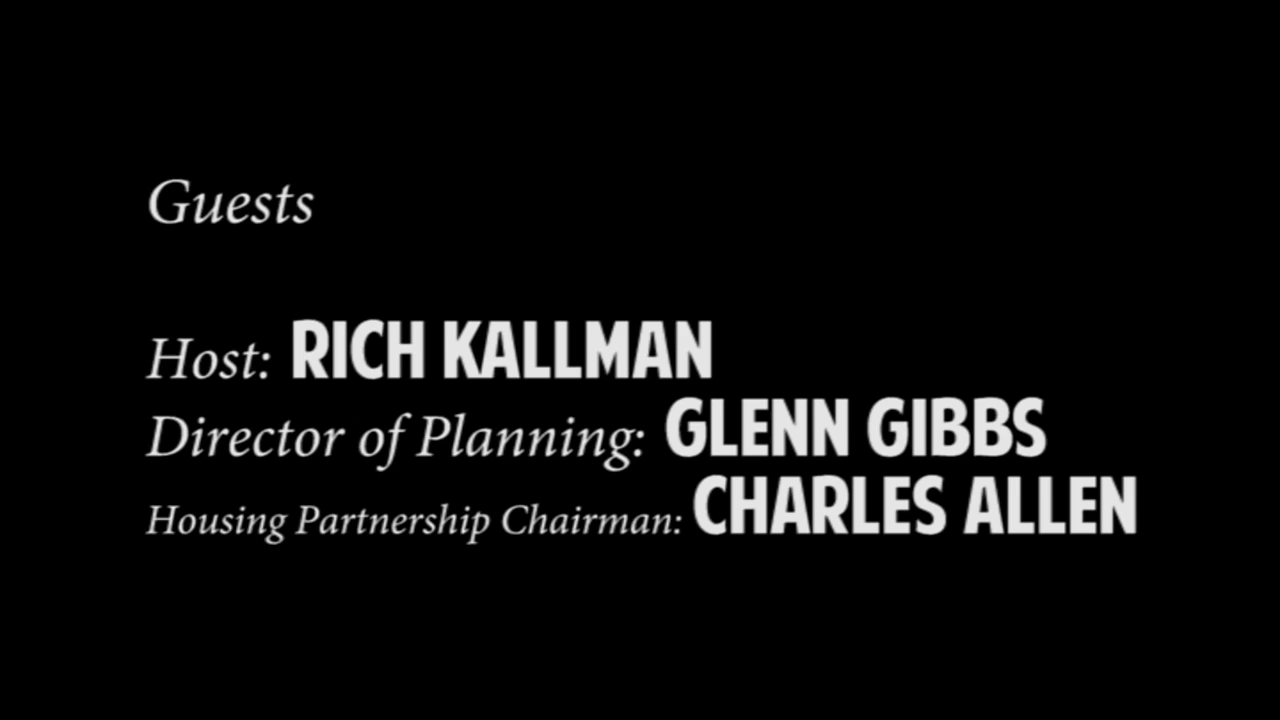 Guests
Host: RICH KALLMAN
Director of Planning: GLENN GIBBS
Housing Partnership Chairman: CHARLES ALLEN